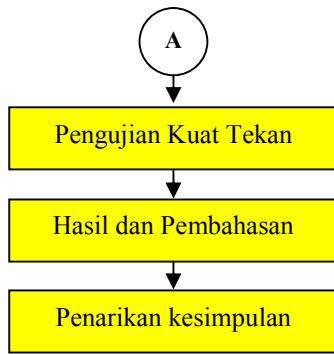 A
Pengujian Kuat Tekan
Hasil dan Pembahasan
Penarikan kesimpulan